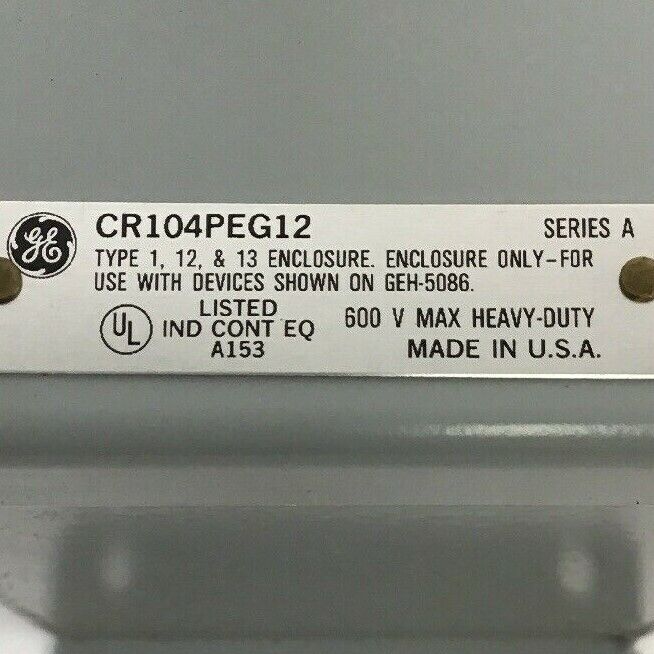 GE
CR104PEG12 SERIES A
TYPE 1, 12, & 13 ENCLOSURE. ENCLOSURE ONLY-FOR
USE WITH DEVICES SHOWN ON GEH-5086.
UL LISTED
IND CONT EQ 600 V MAX HEAVY-DUTY
A153 MADE IN U.S.A.